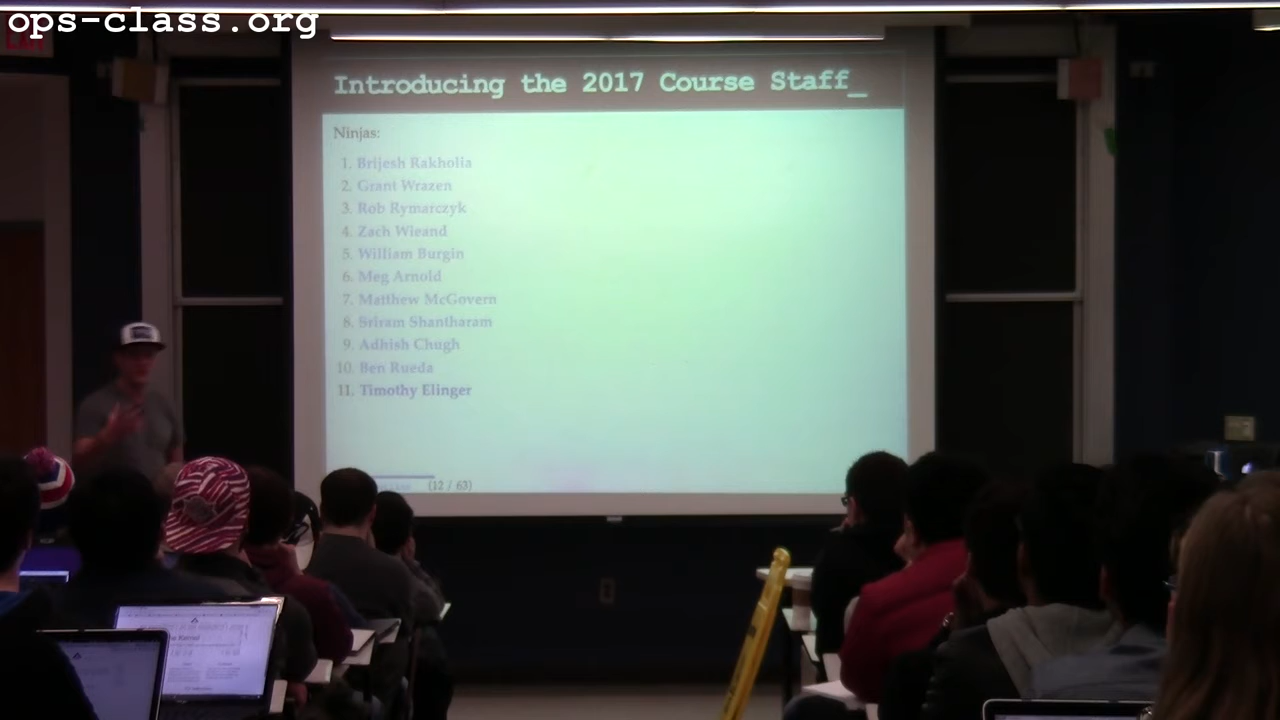 ops-class.org
Introducing the 2017 Course Staff_
Ninjas:
1. Brijesh Rakholia
2. Grant Wrazen
3. Rob Rymarczyk
4. Zach Wieand
5. William Burgin
6. Meg Arnold
7. Matthew McGovern
8. Sriram Shantharam
9. Adhish Chugh
10. Ben Rueda
11. Timothy Elinger
(12 / 63)